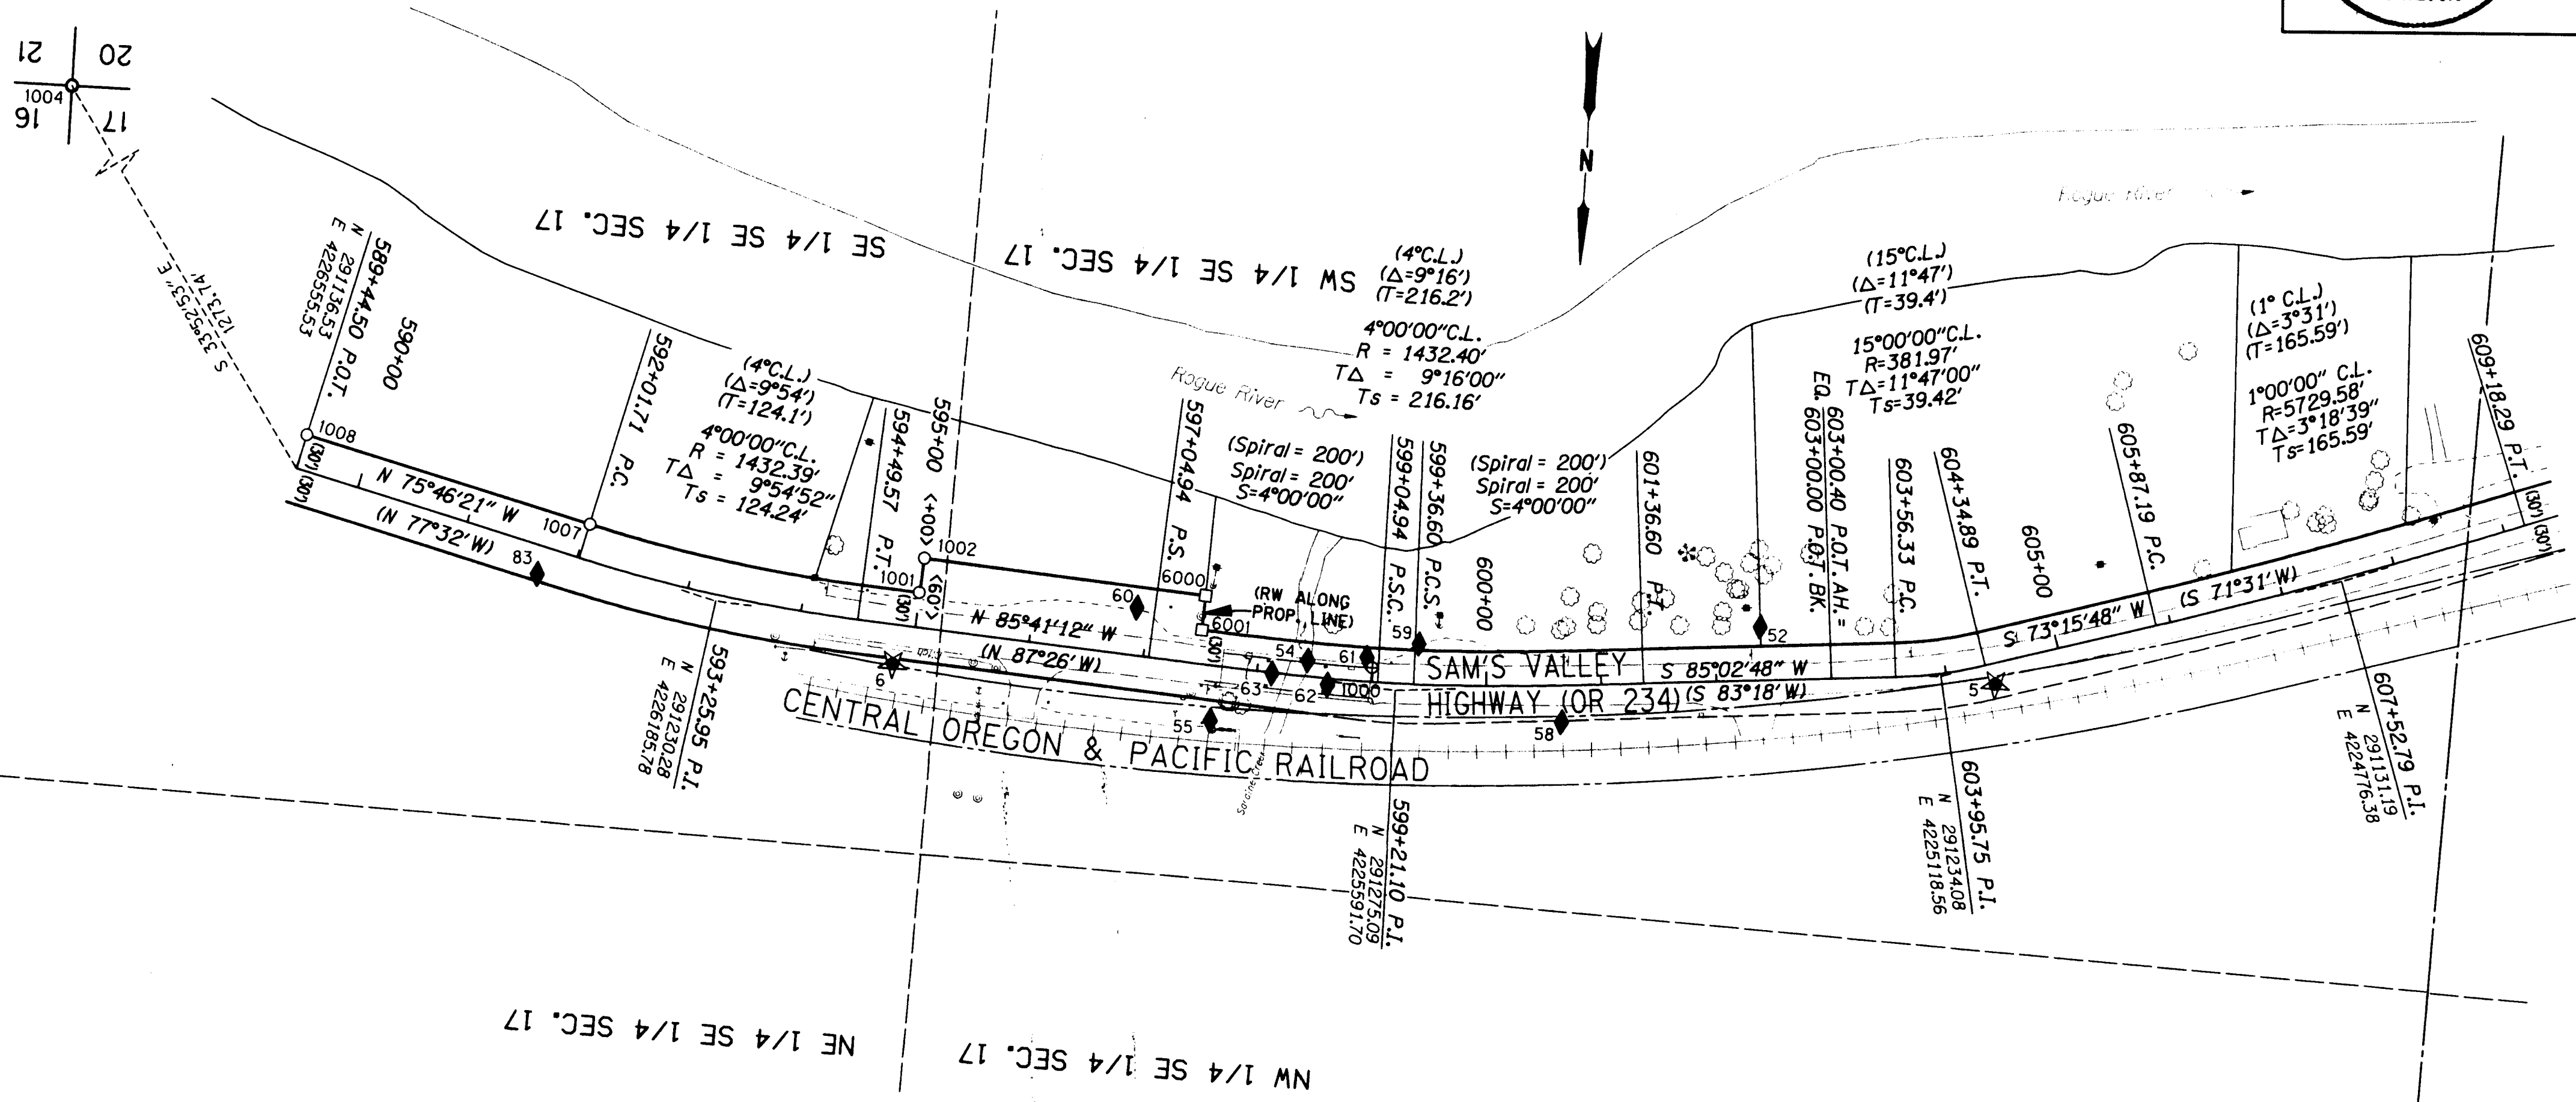 21
20
1004
16
17
S 33°52'53" E
1273.74'
589+44.50 P.O.T.
N 291136.53
E 4226555.53
590+00
SE 1/4 SE 1/4 SEC. 17
SW 1/4 SE 1/4 SEC. 17
N
Rogue River
1008
(30')
(30')
N 75°46'21" W
(N 77°32' W)
83
1007
592+01.71 P.C.
(4°C.L.)
(Δ=9°54')
(T=124.1')
4°00'00"C.L.
R = 1432.39'
TΔ = 9°54'52"
Ts = 124.24'
594+49.57 P.T.
595+00 <+00>
1002
1001
(30')
<60'>
593+25.95 P.I.
N 291230.28
E 4226185.78
6
N 85°41'12" W
(N 87°26' W)
60
597+04.94 P.S.
6000
6001
(30')
(RW ALONG
PROP. LINE)
Rogue River
(Spiral = 200')
Spiral = 200'
S=4°00'00"
(4°C.L.)
(Δ=9°16')
(T=216.2')
4°00'00"C.L.
R = 1432.40'
TΔ = 9°16'00"
Ts = 216.16'
599+04.94 P.S.C.
599+36.60 P.C.S.
(Spiral = 200')
Spiral = 200'
S=4°00'00"
600+00
54
61
59
63
62
1000
55
58
Sardine Creek
599+21.10 P.I.
N 291275.09
E 4225591.70
601+36.60 P.T.
52
SAM'S VALLEY
HIGHWAY (OR 234)
S 85°02'48" W
(S 83°18' W)
CENTRAL OREGON & PACIFIC RAILROAD
(15°C.L.)
(Δ=11°47')
(T=39.4')
15°00'00"C.L.
R=381.97'
TΔ=11°47'00"
Ts=39.42'
EQ. 603+00.40 P.O.T. AH. =
603+00.00 P.O.T. BK.
603+56.33 P.C.
604+34.89 P.T.
605+00
5
603+95.75 P.I.
N 291234.08
E 4225118.56
605+87.19 P.C.
S 73°15'48" W
(S 71°31' W)
(1° C.L.)
(Δ=3°31')
(T=165.59')
1°00'00" C.L.
R=5729.58'
TΔ=3°18'39"
Ts=165.59'
609+18.29 P.T.
(30')
(30')
607+52.79 P.I.
N 291131.19
E 4224776.38
NE 1/4 SE 1/4 SEC. 17
NW 1/4 SE 1/4 SEC. 17